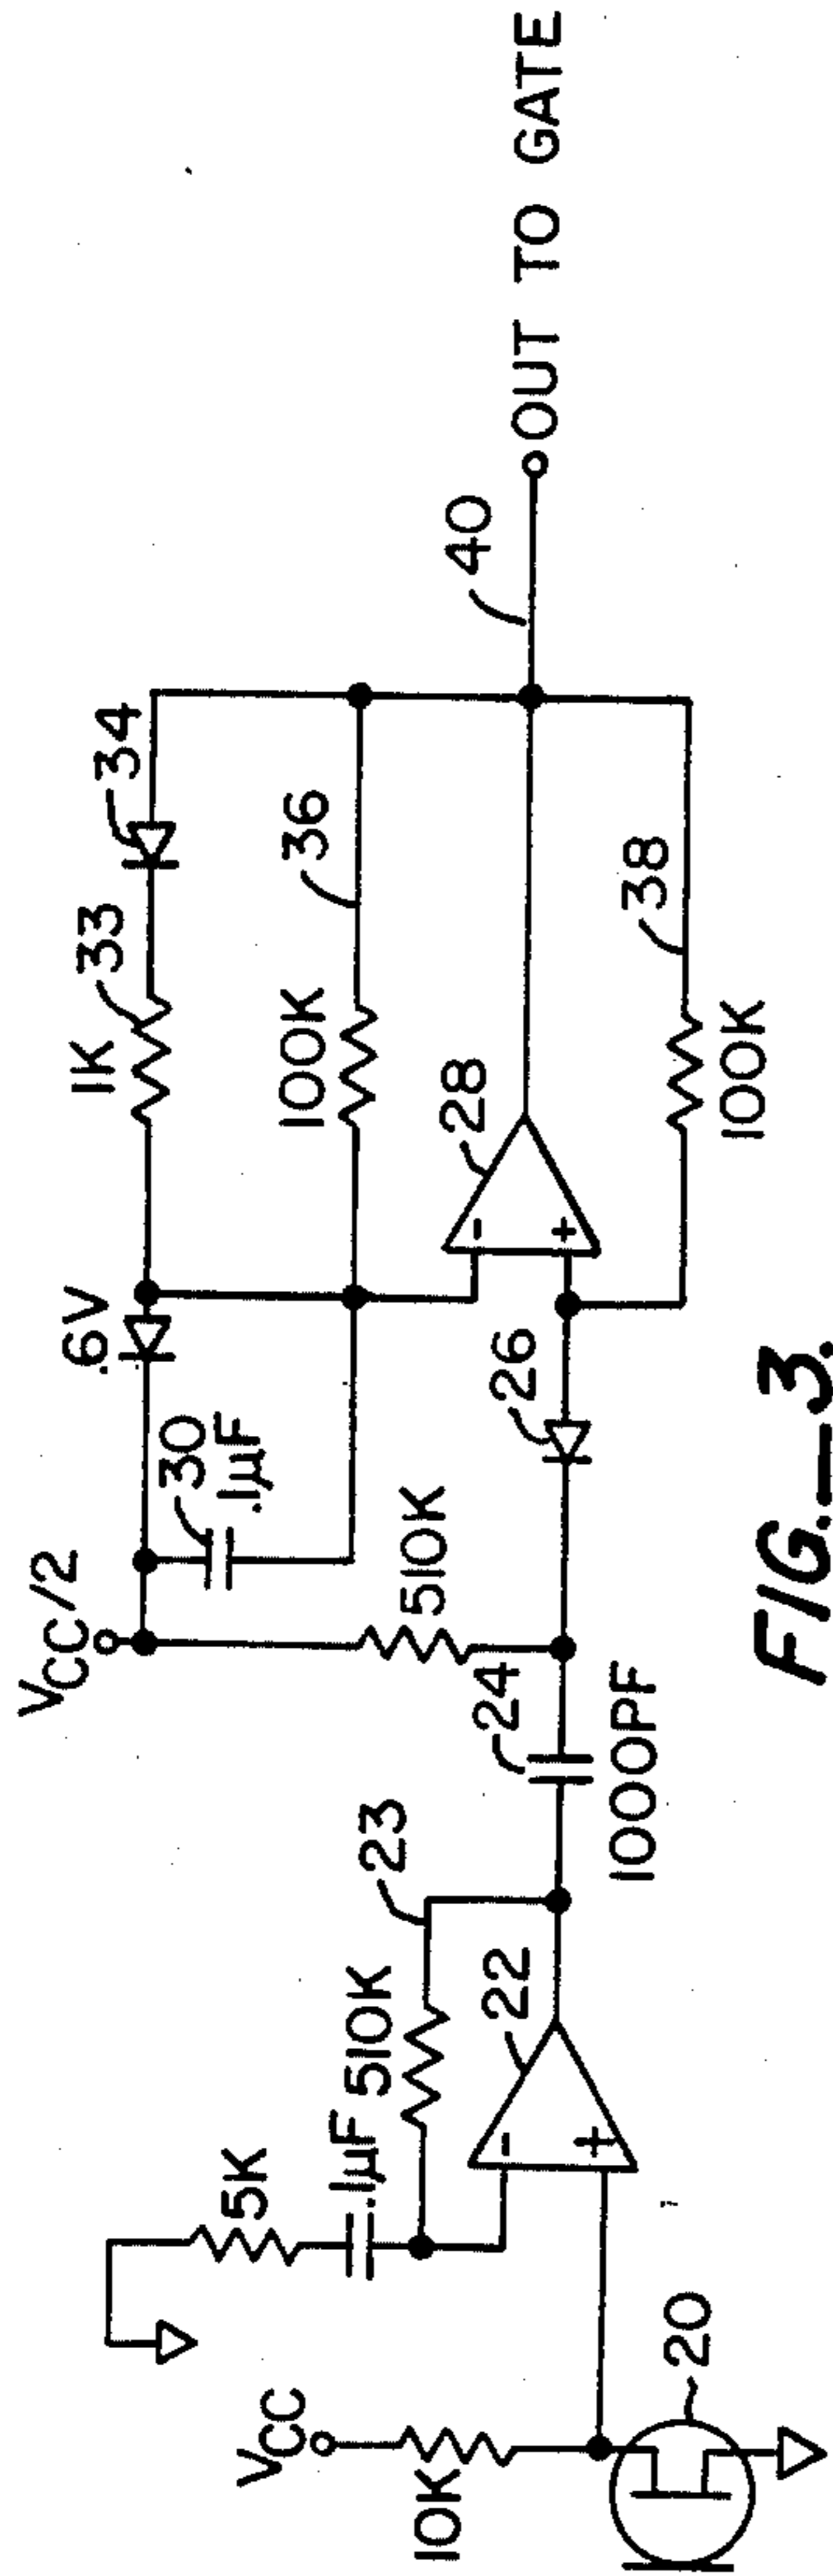 VCC
10K
20
5K
.1µF
510K
23
22
24
1000PF
VCC/2
30
.1µF
510K
.6V
26
1K
33
34
100K
36
28
100K
38
40
OUT TO GATE
-
+
-
+
FIG._3.